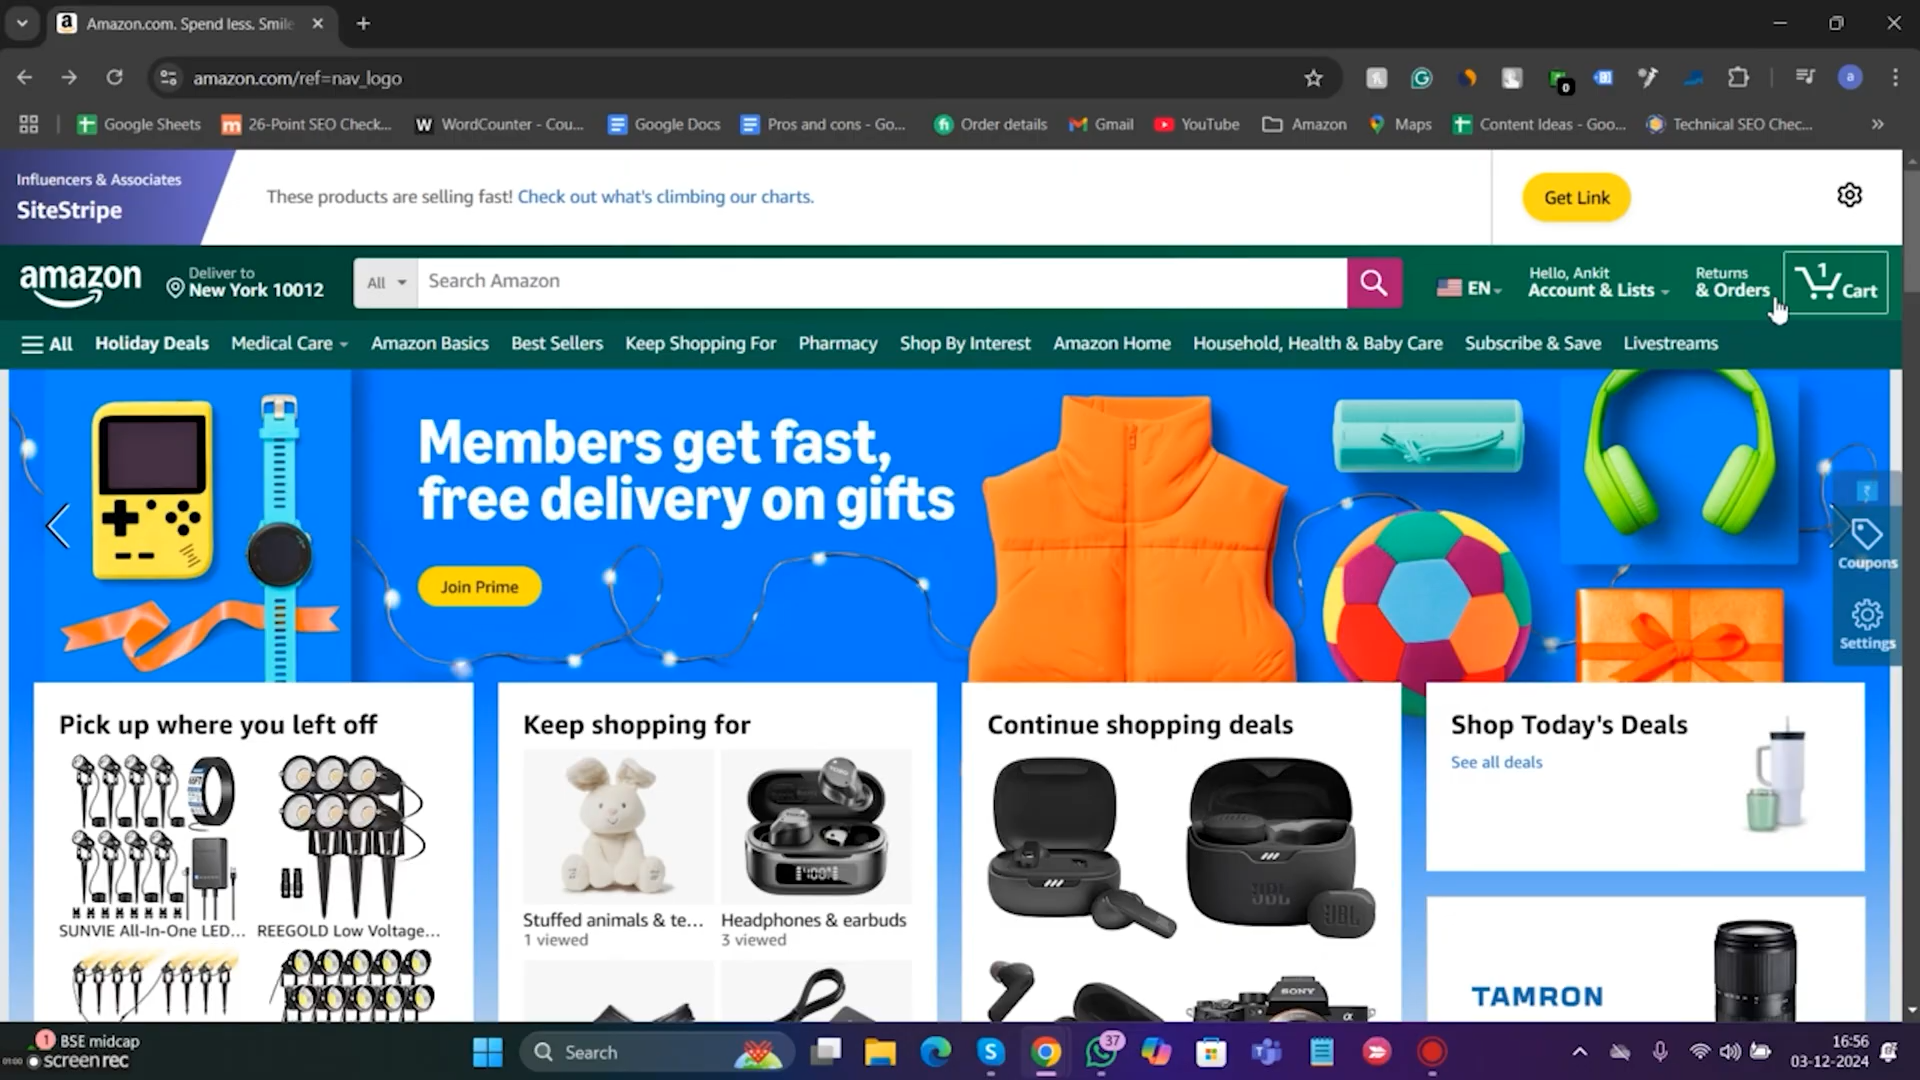 Amazon.com. Spend less. Smile
amazon.com/ref=nav_logo
0
a
Google Sheets
26-Point SEO Check...
WordCounter - Cou...
Google Docs
Pros and cons - Go...
Order details
Gmail
YouTube
Amazon
Maps
Content Ideas - Goo...
Technical SEO Chec...
Influencers & Associates
SiteStripe
These products are selling fast! Check out what's climbing our charts.
Get Link
amazon
Deliver to
New York 10012
All
Search Amazon
EN
Hello, Ankit
Account & Lists
Returns
& Orders
1
Cart
All
Holiday Deals
Medical Care
Amazon Basics
Best Sellers
Keep Shopping For
Pharmacy
Shop By Interest
Amazon Home
Household, Health & Baby Care
Subscribe & Save
Livestreams
Members get fast,
free delivery on gifts
Join Prime
Coupons
Settings
Pick up where you left off
SUNVIE All-In-One LED...
REEGOLD Low Voltage...
Keep shopping for
Stuffed animals & te...
1 viewed
Headphones & earbuds
3 viewed
Continue shopping deals
JBL
JBL
SONY
Shop Today's Deals
See all deals
TAMRON
1
BSE midcap
01:00
screen rec
Search
37
16:56
03-12-2024